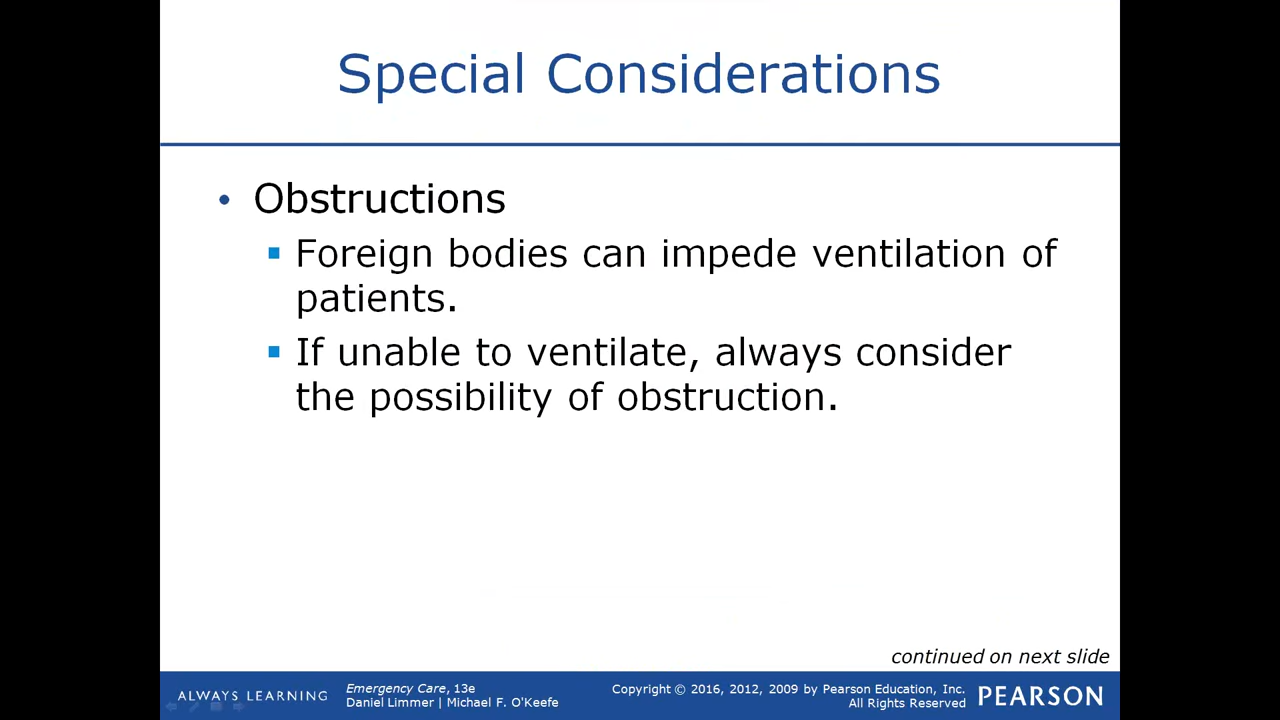 Special Considerations
• Obstructions
▪ Foreign bodies can impede ventilation of
patients.
▪ If unable to ventilate, always consider
the possibility of obstruction.
continued on next slide
ALWAYS LEARNING
Emergency Care, 13e
Daniel Limmer | Michael F. O'Keefe
Copyright © 2016, 2012, 2009 by Pearson Education, Inc.
All Rights Reserved
PEARSON